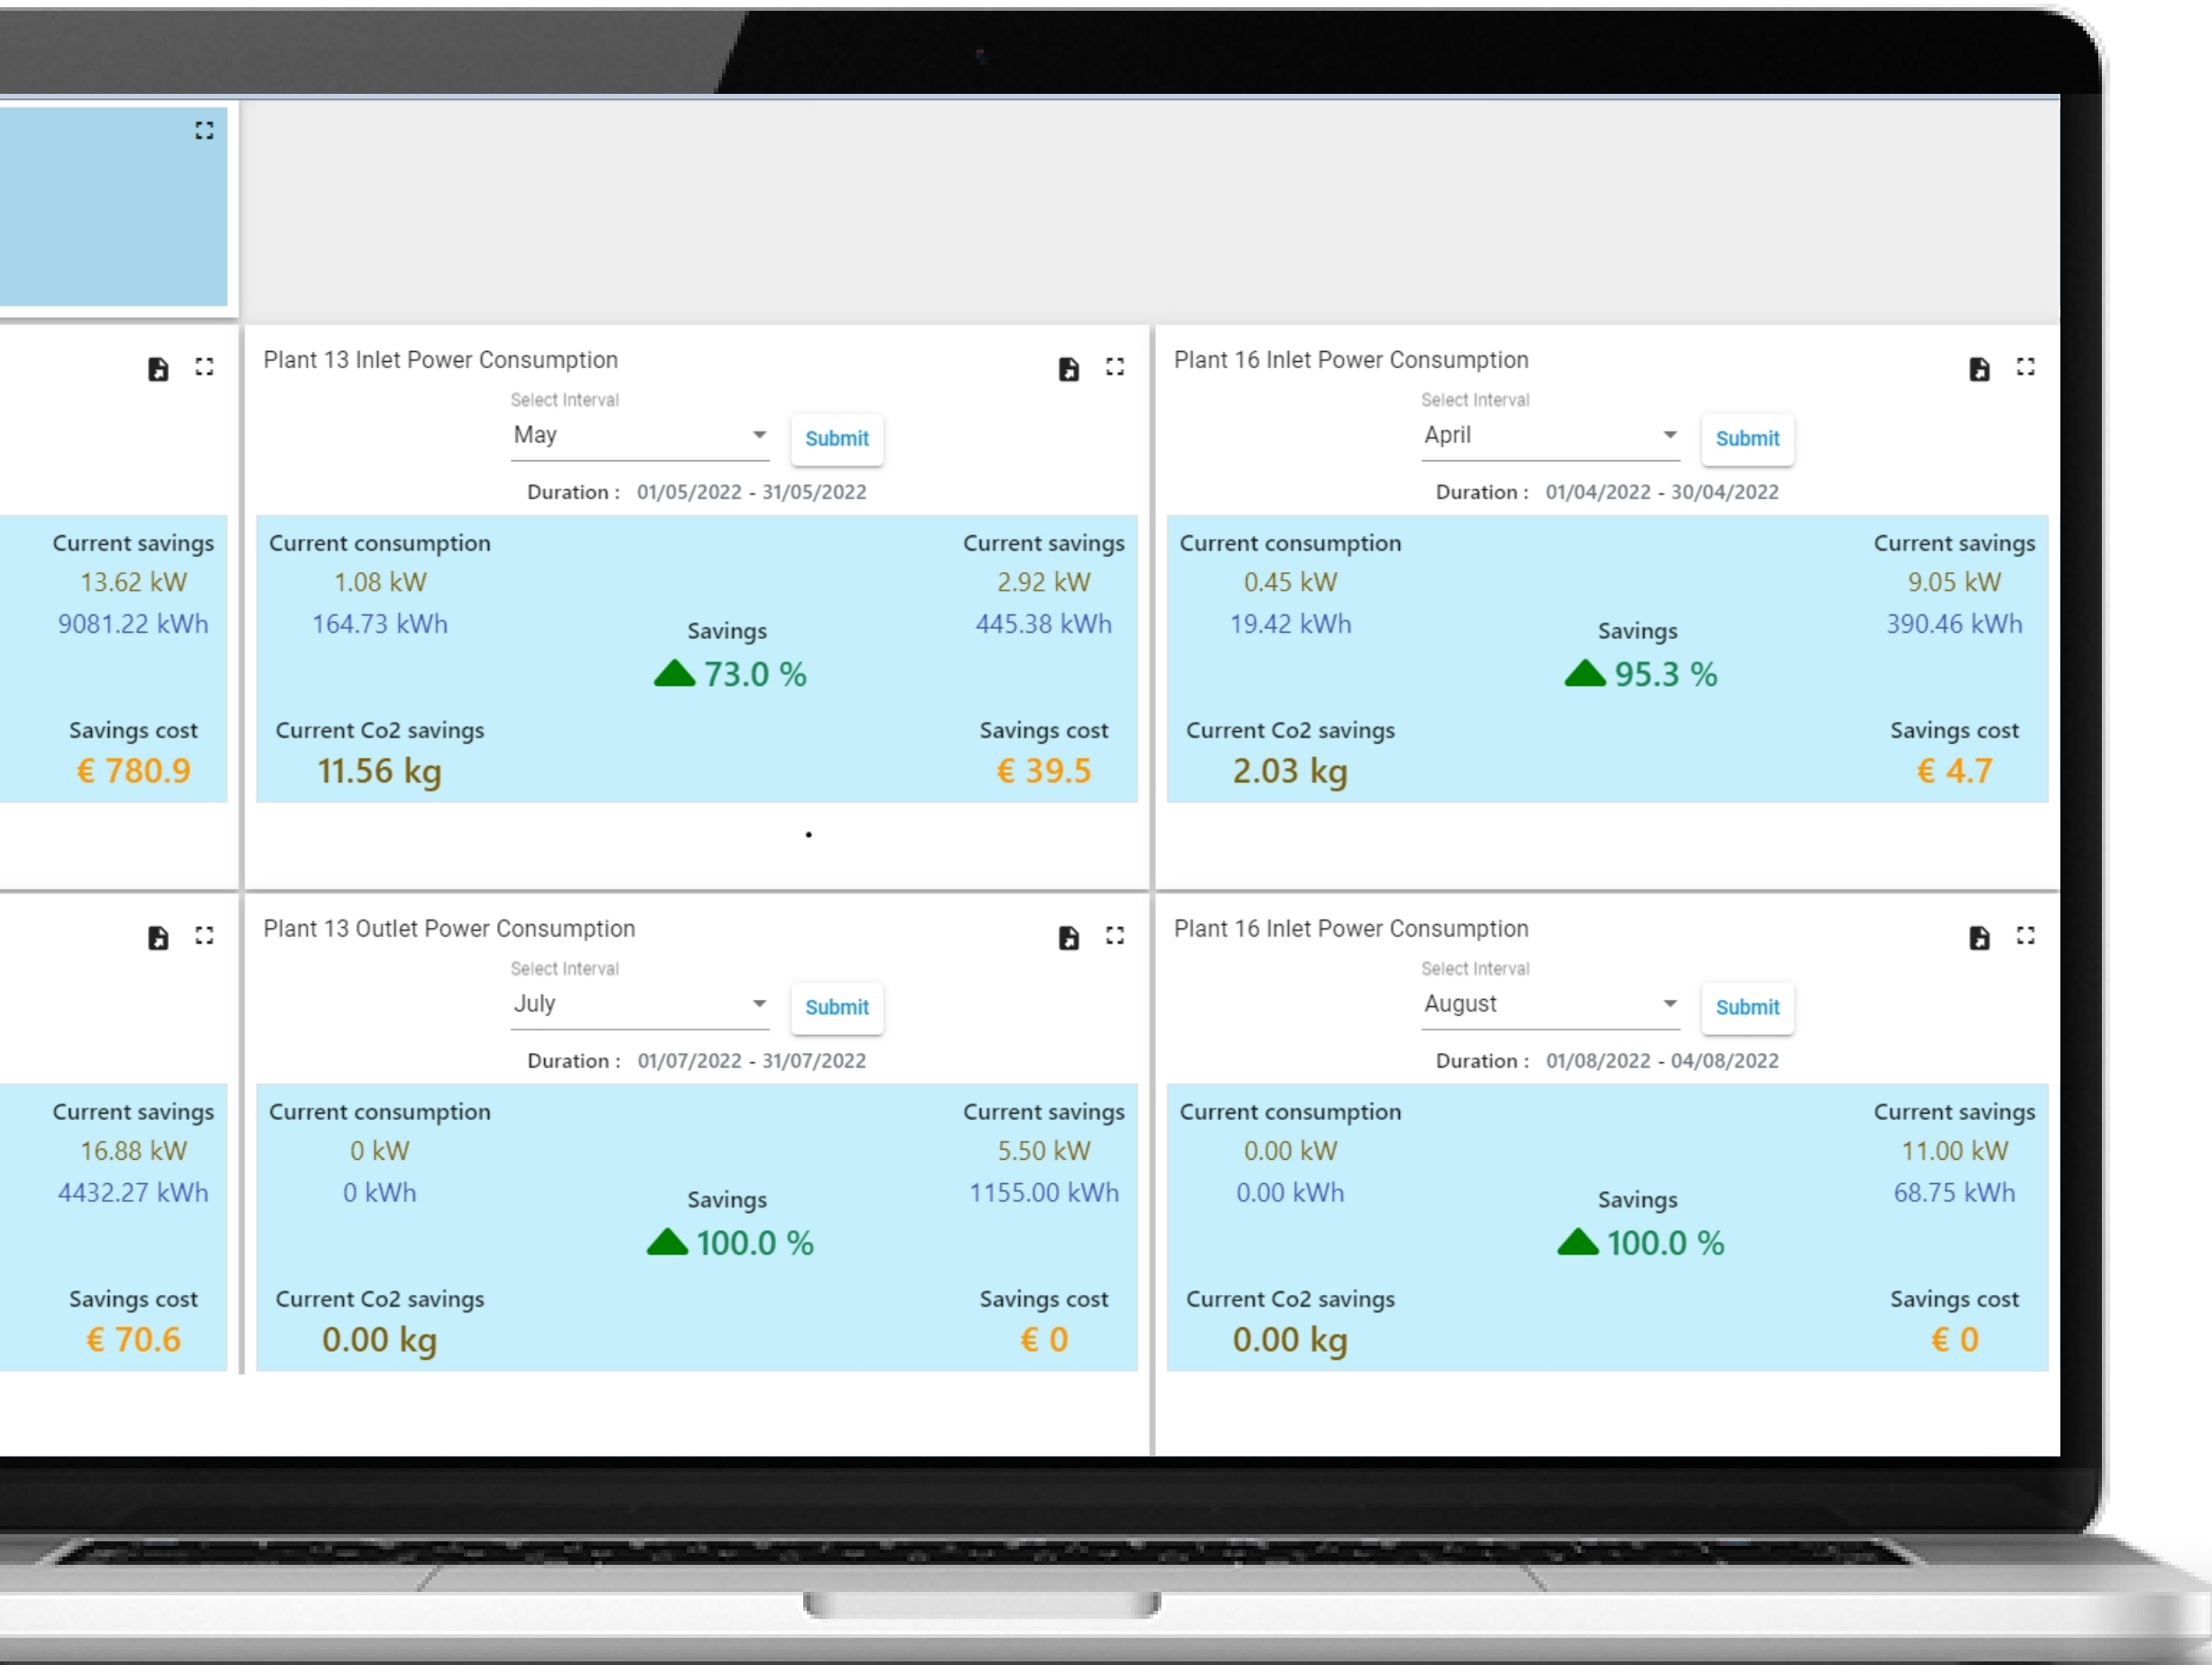 Plant 13 Inlet Power Consumption
Select Interval
May
Submit
Duration : 01/05/2022 - 31/05/2022
Plant 16 Inlet Power Consumption
Select Interval
April
Submit
Duration : 01/04/2022 - 30/04/2022
Current savings
13.62 kW
9081.22 kWh
Savings cost
€ 780.9
Current consumption
1.08 kW
164.73 kWh
Savings
73.0 %
Current savings
2.92 kW
445.38 kWh
Current Co2 savings
11.56 kg
Savings cost
€ 39.5
Current consumption
0.45 kW
19.42 kWh
Savings
95.3 %
Current savings
9.05 kW
390.46 kWh
Current Co2 savings
2.03 kg
Savings cost
€ 4.7
Plant 13 Outlet Power Consumption
Select Interval
July
Submit
Duration : 01/07/2022 - 31/07/2022
Plant 16 Inlet Power Consumption
Select Interval
August
Submit
Duration : 01/08/2022 - 04/08/2022
Current savings
16.88 kW
4432.27 kWh
Savings cost
€ 70.6
Current consumption
0 kW
0 kWh
Savings
100.0 %
Current savings
5.50 kW
1155.00 kWh
Current Co2 savings
0.00 kg
Savings cost
€ 0
Current consumption
0.00 kW
0.00 kWh
Savings
100.0 %
Current savings
11.00 kW
68.75 kWh
Current Co2 savings
0.00 kg
Savings cost
€ 0